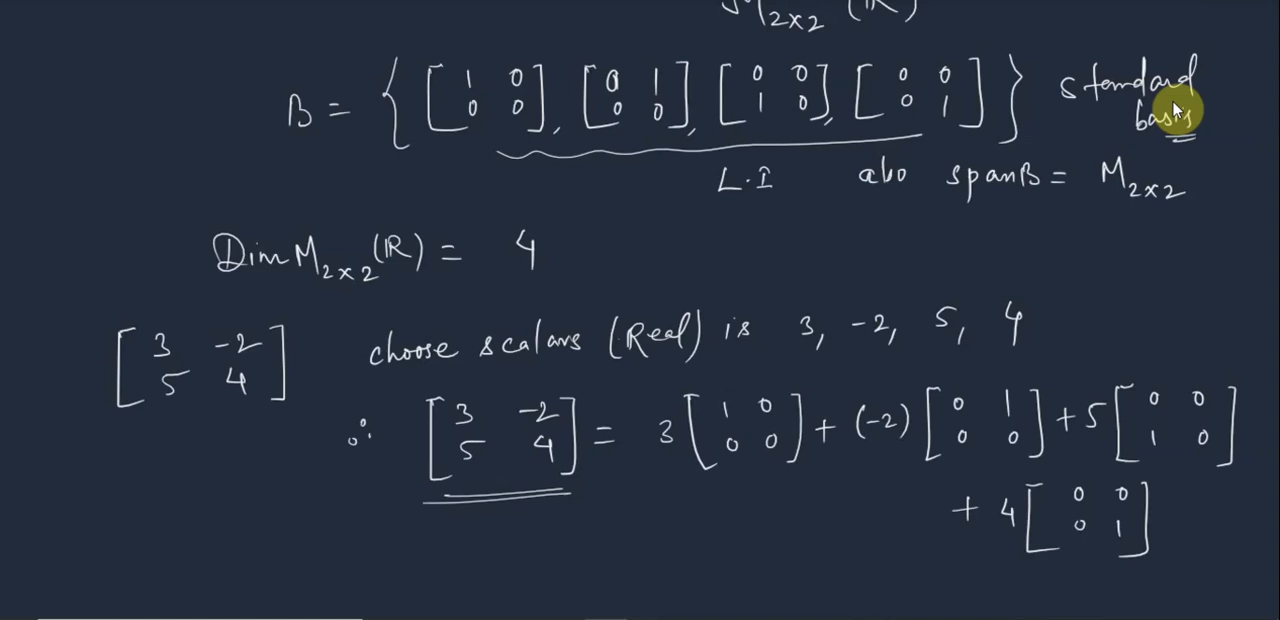 M₂ₓ₂ (ℝ)
B = { [1 0; 0 0], [0 1; 0 0], [0 0; 1 0], [0 0; 0 1] } standard
basis
L.I also span B = M₂ₓ₂
Dim M₂ₓ₂(ℝ) = 4
[3 -2; 5 4] choose scalars (Real) is 3, -2, 5, 4
∴ [3 -2; 5 4] = 3 [1 0; 0 0] + (-2) [0 1; 0 0] + 5 [0 0; 1 0]
+ 4 [0 0; 0 1]